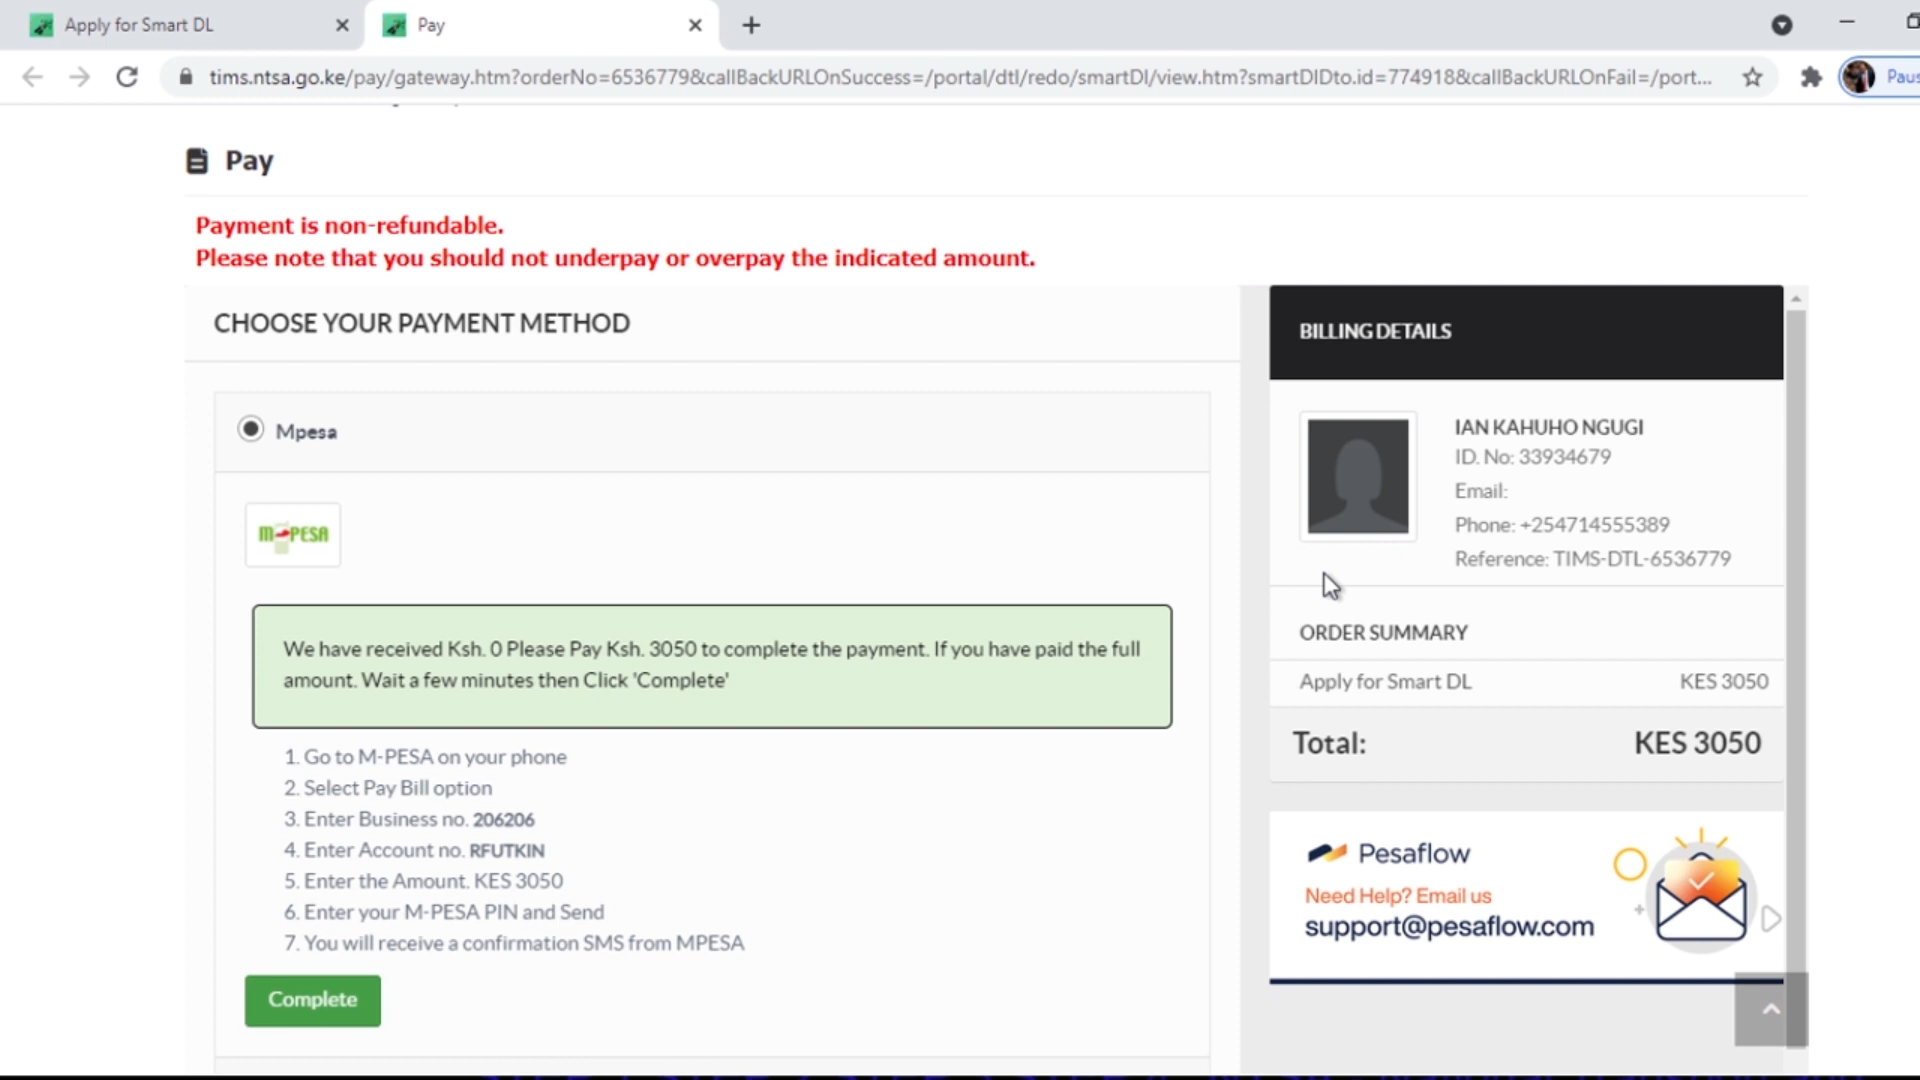 Apply for Smart DL
Pay
tims.ntsa.go.ke/pay/gateway.htm?orderNo=6536779&callBackURLOnSuccess=/portal/dtl/redo/smartDl/view.htm?smartDlDto.id=774918&callBackURLOnFail=/port...
Paus
Pay
Payment is non-refundable.
Please note that you should not underpay or overpay the indicated amount.
CHOOSE YOUR PAYMENT METHOD
Mpesa
M-PESA
We have received Ksh. 0 Please Pay Ksh. 3050 to complete the payment. If you have paid the full
amount. Wait a few minutes then Click 'Complete'
1. Go to M-PESA on your phone
2. Select Pay Bill option
3. Enter Business no. 206206
4. Enter Account no. RFUTKIN
5. Enter the Amount. KES 3050
6. Enter your M-PESA PIN and Send
7. You will receive a confirmation SMS from MPESA
Complete
BILLING DETAILS
IAN KAHUHO NGUGI
ID. No: 33934679
Email:
Phone: +254714555389
Reference: TIMS-DTL-6536779
ORDER SUMMARY
Apply for Smart DL KES 3050
Total: KES 3050
Pesaflow
Need Help? Email us
support@pesaflow.com